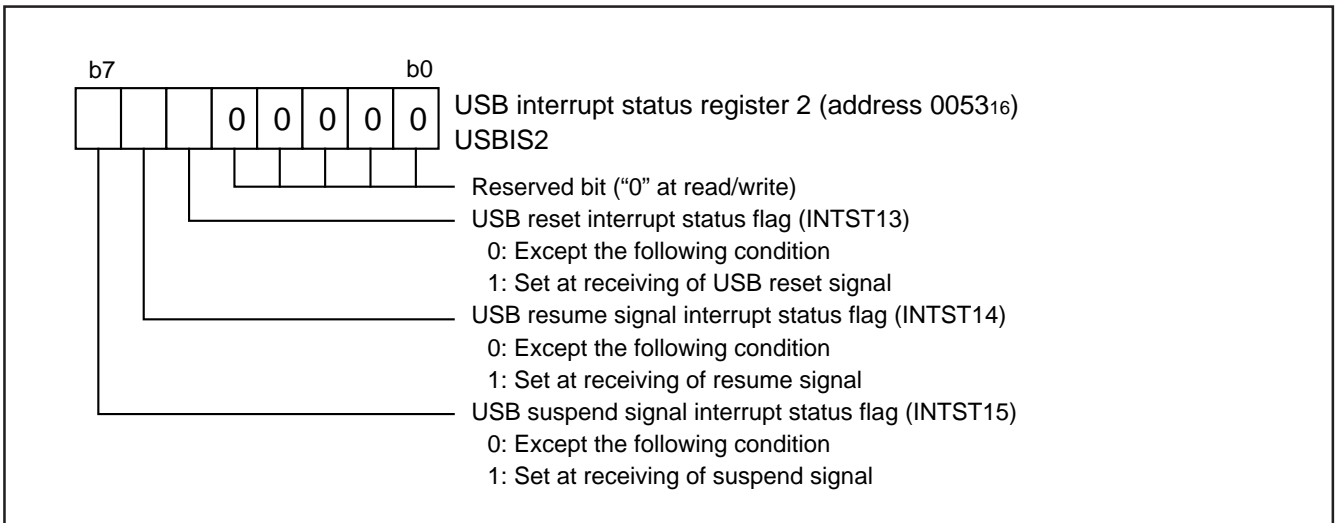 b7 b0
0 0 0 0 0
USB interrupt status register 2 (address 005316)
USBIS2
Reserved bit (“0” at read/write)
USB reset interrupt status flag (INTST13)
0: Except the following condition
1: Set at receiving of USB reset signal
USB resume signal interrupt status flag (INTST14)
0: Except the following condition
1: Set at receiving of resume signal
USB suspend signal interrupt status flag (INTST15)
0: Except the following condition
1: Set at receiving of suspend signal